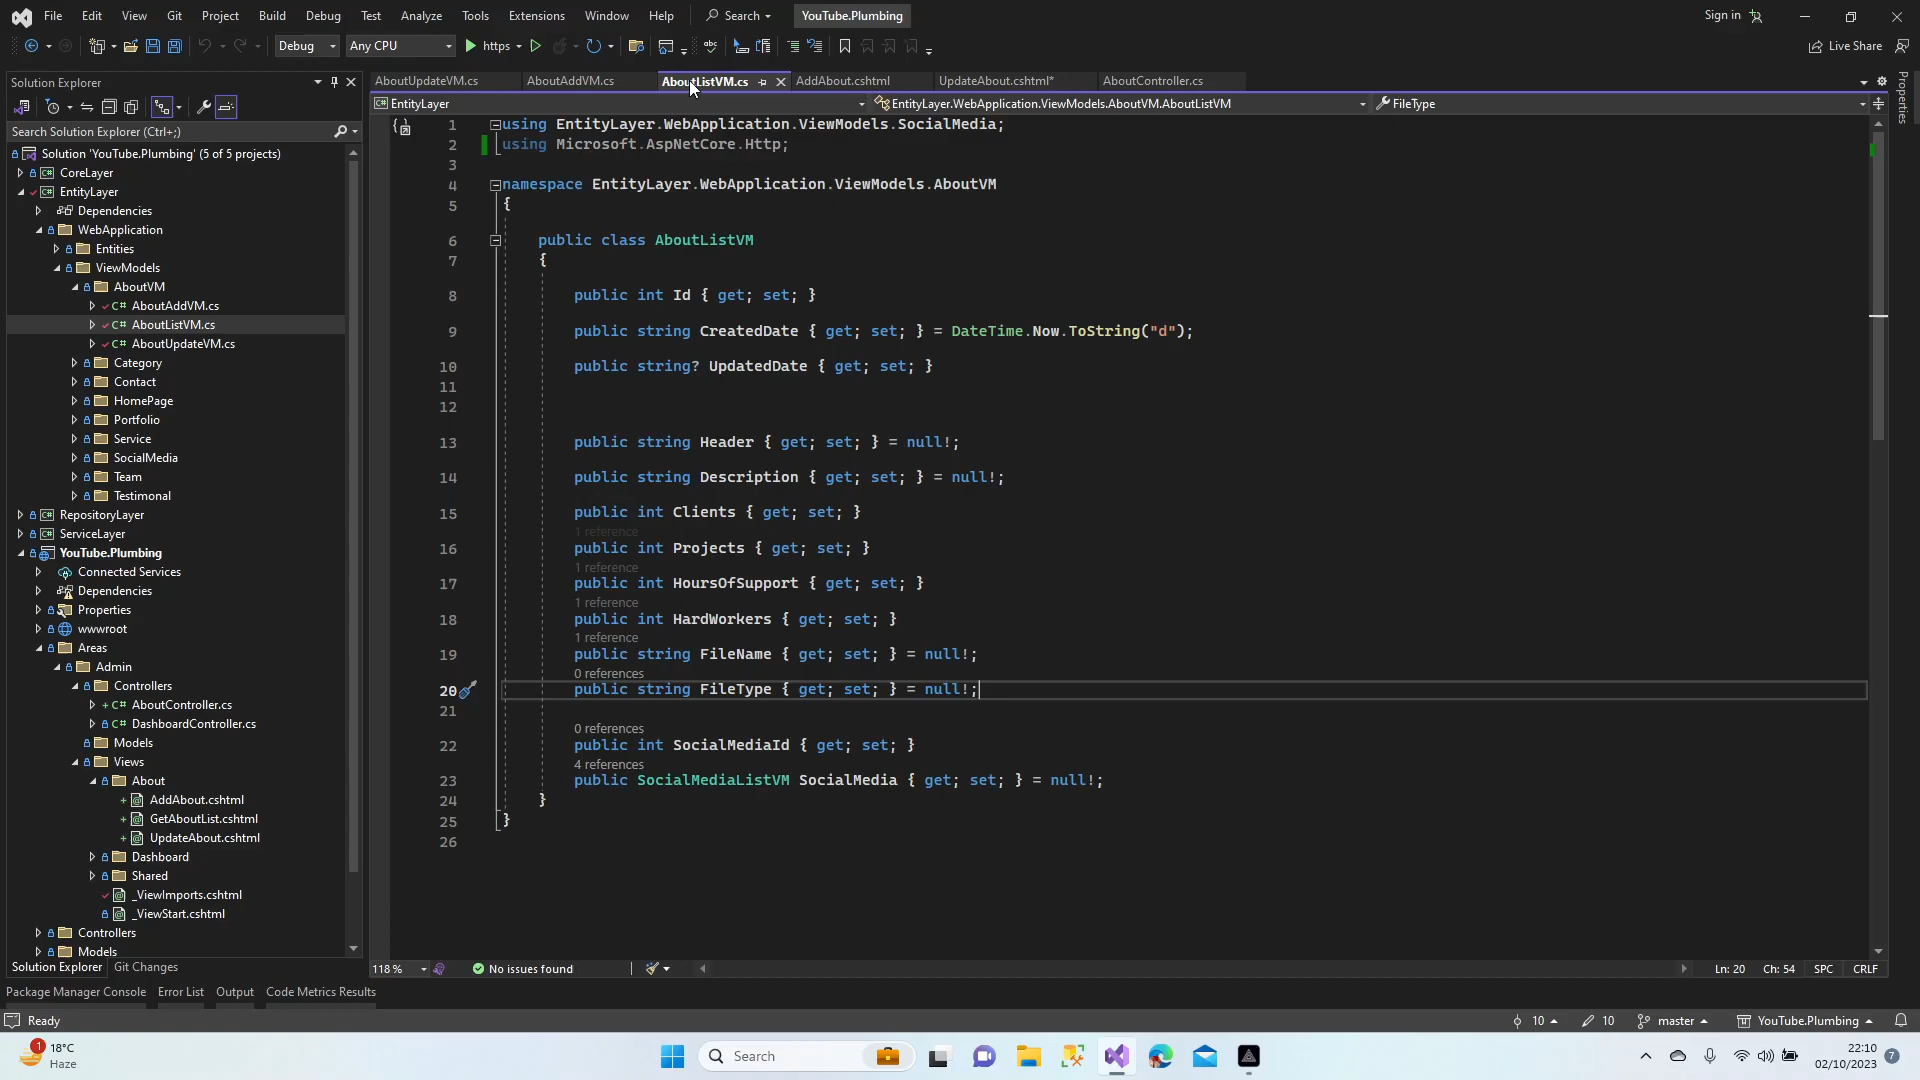 File Edit View Git Project Build Debug Test Analyze Tools Extensions Window Help Search YouTube.Plumbing Sign in
Debug Any CPU https Live Share
Solution Explorer
AboutUpdateVM.cs AboutAddVM.cs AboutListVM.cs AddAbout.cshtml UpdateAbout.cshtml* AboutController.cs
Properties
EntityLayer EntityLayer.WebApplication.ViewModels.AboutVM.AboutListVM FileType
Search Solution Explorer (Ctrl+;)
Solution 'YouTube.Plumbing' (5 of 5 projects)
CoreLayer
EntityLayer
Dependencies
WebApplication
Entities
ViewModels
AboutVM
C# AboutAddVM.cs
C# AboutListVM.cs
C# AboutUpdateVM.cs
Category
Contact
HomePage
Portfolio
Service
SocialMedia
Team
Testimonal
RepositoryLayer
ServiceLayer
YouTube.Plumbing
Connected Services
Dependencies
Properties
wwwroot
Areas
Admin
Controllers
C# AboutController.cs
C# DashboardController.cs
Models
Views
About
AddAbout.cshtml
GetAboutList.cshtml
UpdateAbout.cshtml
Dashboard
Shared
_ViewImports.cshtml
_ViewStart.cshtml
Controllers
Models
Solution Explorer Git Changes
1 using EntityLayer.WebApplication.ViewModels.SocialMedia;
2 using Microsoft.AspNetCore.Http;
3
4 namespace EntityLayer.WebApplication.ViewModels.AboutVM
5 {
6 public class AboutListVM
7 {
8 public int Id { get; set; }
9 public string CreatedDate { get; set; } = DateTime.Now.ToString("d");
10 public string? UpdatedDate { get; set; }
11
12
13 public string Header { get; set; } = null!;
14 public string Description { get; set; } = null!;
15 public int Clients { get; set; }
1 reference
16 public int Projects { get; set; }
1 reference
17 public int HoursOfSupport { get; set; }
1 reference
18 public int HardWorkers { get; set; }
1 reference
19 public string FileName { get; set; } = null!;
0 references
20 public string FileType { get; set; } = null!;
21
0 references
22 public int SocialMediaId { get; set; }
4 references
23 public SocialMediaListVM SocialMedia { get; set; } = null!;
24 }
25 }
26
118 % No issues found Ln: 20 Ch: 54 SPC CRLF
Package Manager Console Error List Output Code Metrics Results
Ready 10 10 master YouTube.Plumbing
1 18°C
Haze
Search
22:10
02/10/2023
7